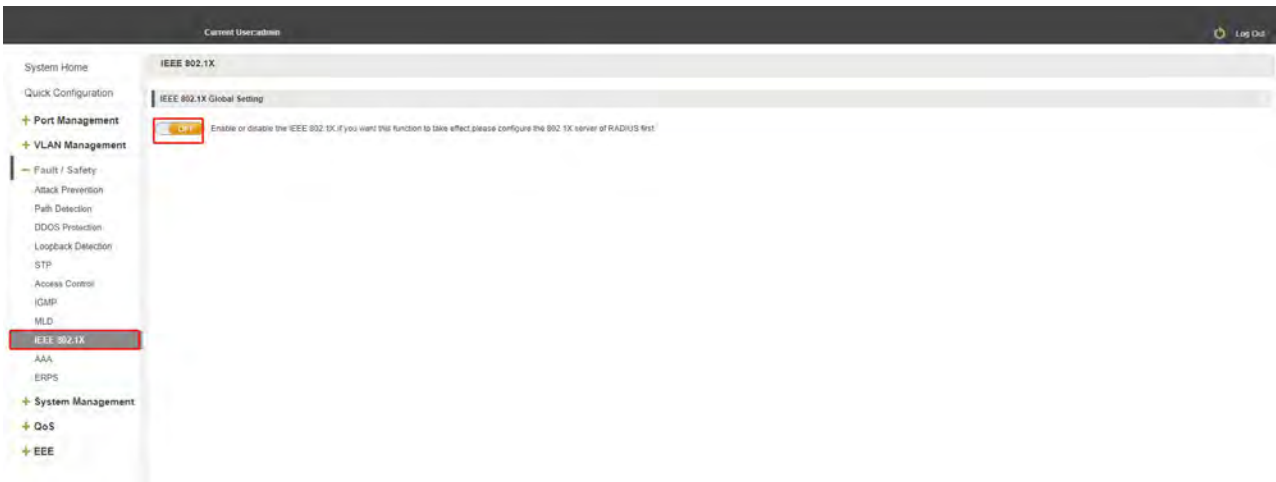 Current User:admin
Log Out
System Home
Quick Configuration
+ Port Management
+ VLAN Management
− Fault / Safety
Attack Prevention
Path Detection
DDOS Protection
Loopback Detection
STP
Access Control
IGMP
MLD
IEEE 802.1X
AAA
ERPS
+ System Management
+ QoS
+ EEE
IEEE 802.1X
IEEE 802.1X Global Setting
OFF
Enable or disable the IEEE 802.1X,if you want this function to take effect,please configure the 802.1X server of RADIUS first